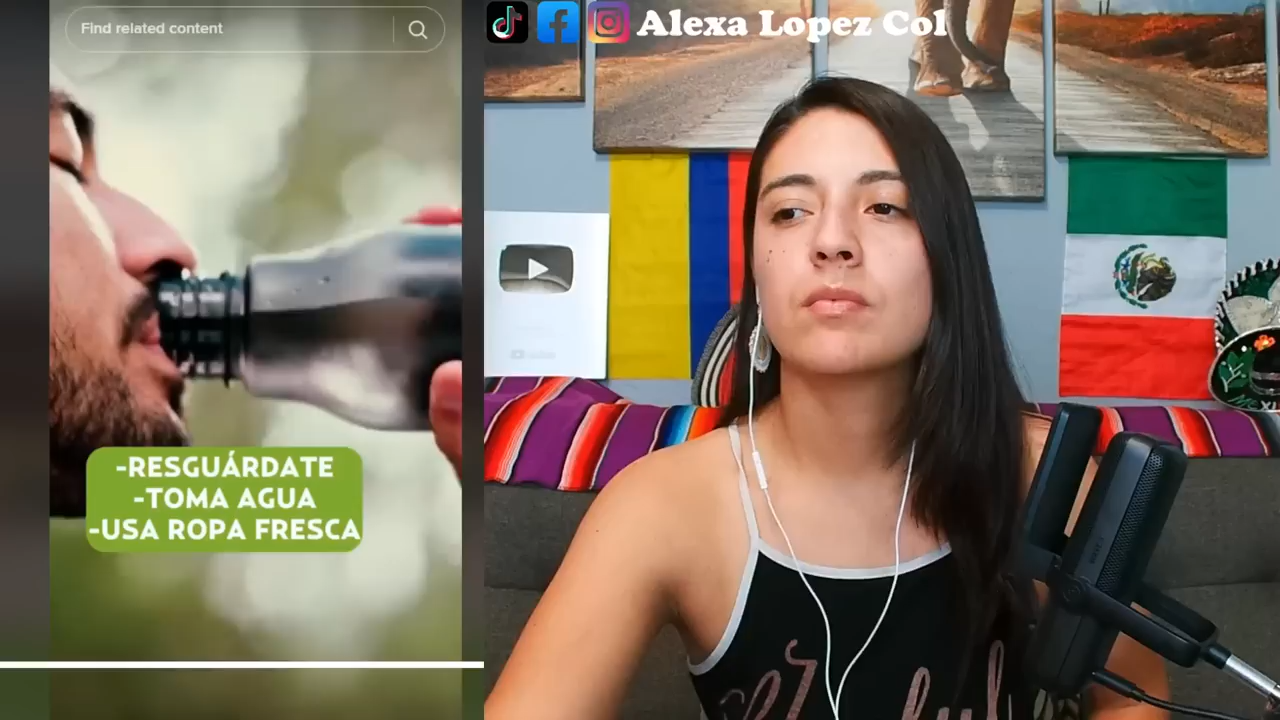 Find related content
Alexa Lopez Col
-RESGUÁRDATE
-TOMA AGUA
-USA ROPA FRESCA